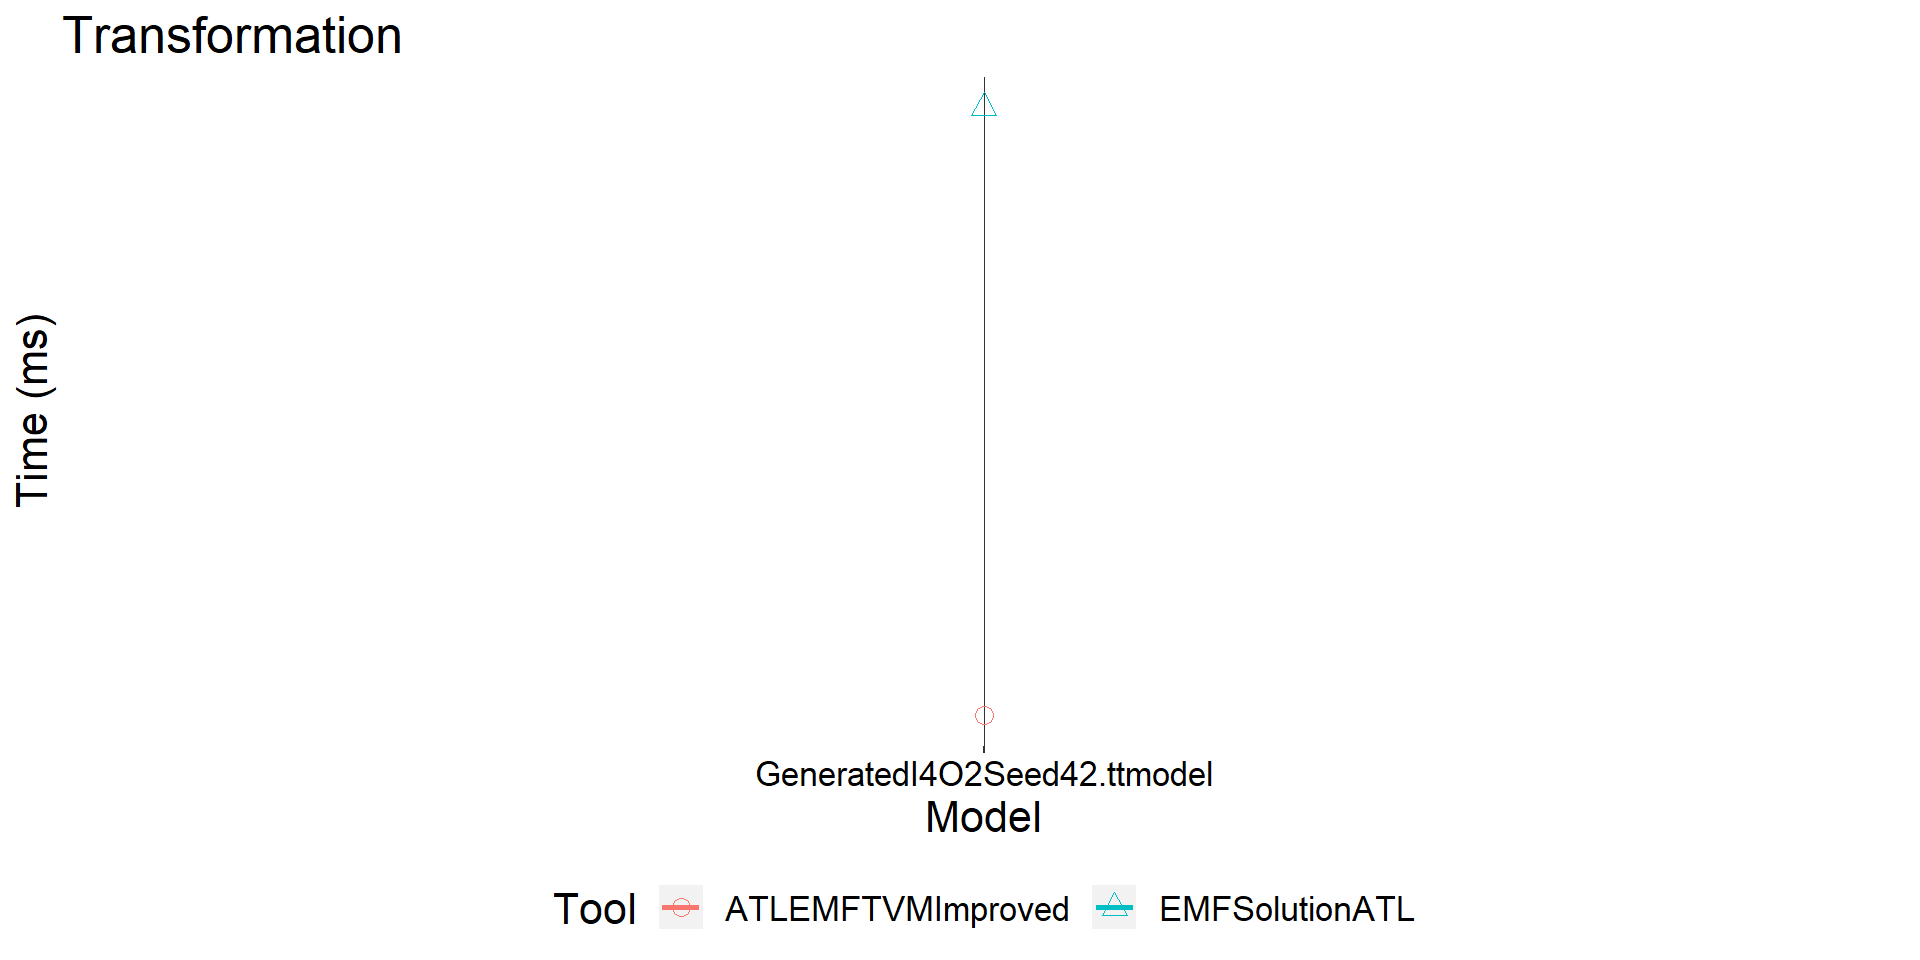 Transformation
Time (ms)
GeneratedI4O2Seed42.ttmodel
Model
Tool ATLEMFTVMImproved EMFSolutionATL